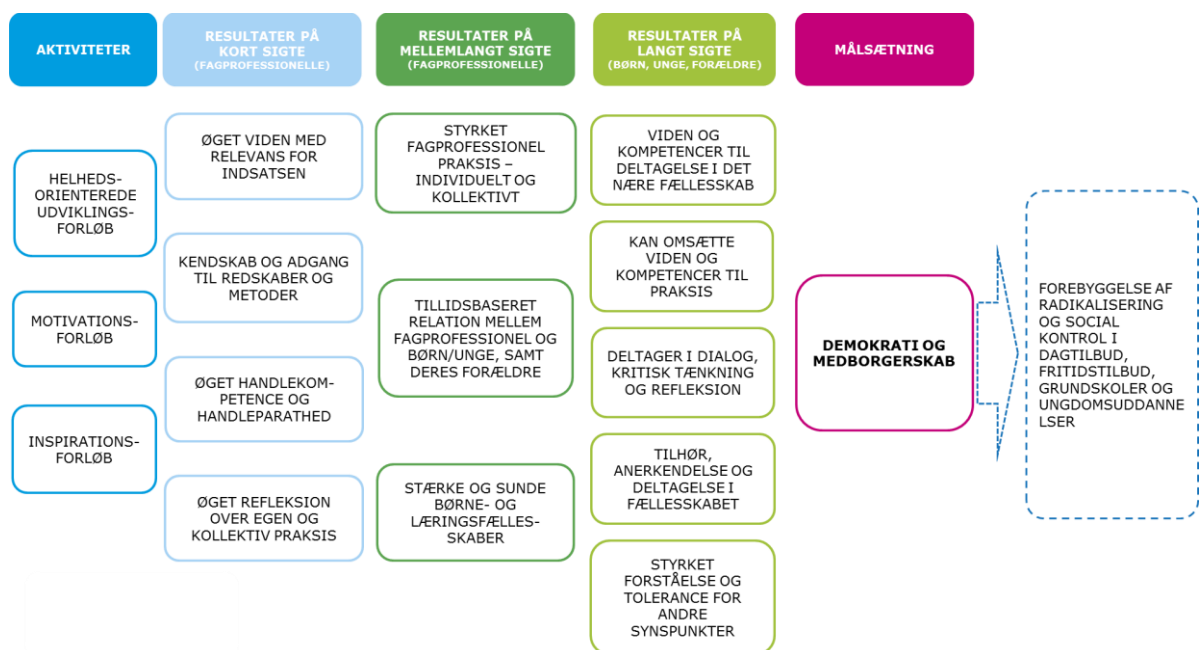 AKTIVITETER
RESULTATER PÅ
KORT SIGTE
(FAGPROFESSIONELLE)
RESULTATER PÅ
MELLEMLANGT SIGTE
(FAGPROFESSIONELLE)
RESULTATER PÅ
LANGT SIGTE
(BØRN, UNGE, FORÆLDRE)
MÅLSÆTNING
HELHEDS-
ORIENTEREDE
UDVIKLINGS-
FORLØB
MOTIVATIONS-
FORLØB
INSPIRATIONS-
FORLØB
ØGET VIDEN MED
RELEVANS FOR
INDSATSEN
KENDSKAB OG ADGANG
TIL REDSKABER OG
METODER
ØGET HANDLEKOM-
PETENCE OG
HANDLEPARATHED
ØGET REFLEKSION
OVER EGEN OG
KOLLEKTIV PRAKSIS
STYRKET
FAGPROFESSIONEL
PRAKSIS –
INDIVIDUELT OG
KOLLEKTIVT
TILLIDSBASERET
RELATION MELLEM
FAGPROFESSIONEL OG
BØRN/UNGE, SAMT
DERES FORÆLDRE
STÆRKE OG SUNDE
BØRNE- OG
LÆRINGSFÆLLES-
SKABER
VIDEN OG
KOMPETENCER TIL
DELTAGELSE I DET
NÆRE FÆLLESSKAB
KAN OMSÆTTE
VIDEN OG
KOMPETENCER TIL
PRAKSIS
DELTAGER I DIALOG,
KRITISK TÆNKNING
OG REFLEKSION
TILHØR,
ANERKENDELSE OG
DELTAGELSE I
FÆLLESSKABET
STYRKET
FORSTÅELSE OG
TOLERANCE FOR
ANDRE
SYNSPUNKTER
DEMOKRATI OG
MEDBORGERSKAB
FOREBYGGELSE AF
RADIKALISERING
OG SOCIAL
KONTROL I
DAGTILBUD,
FRITIDSTILBUD,
GRUNDSKOLER OG
UNGDOMSUDDANNE
LSER